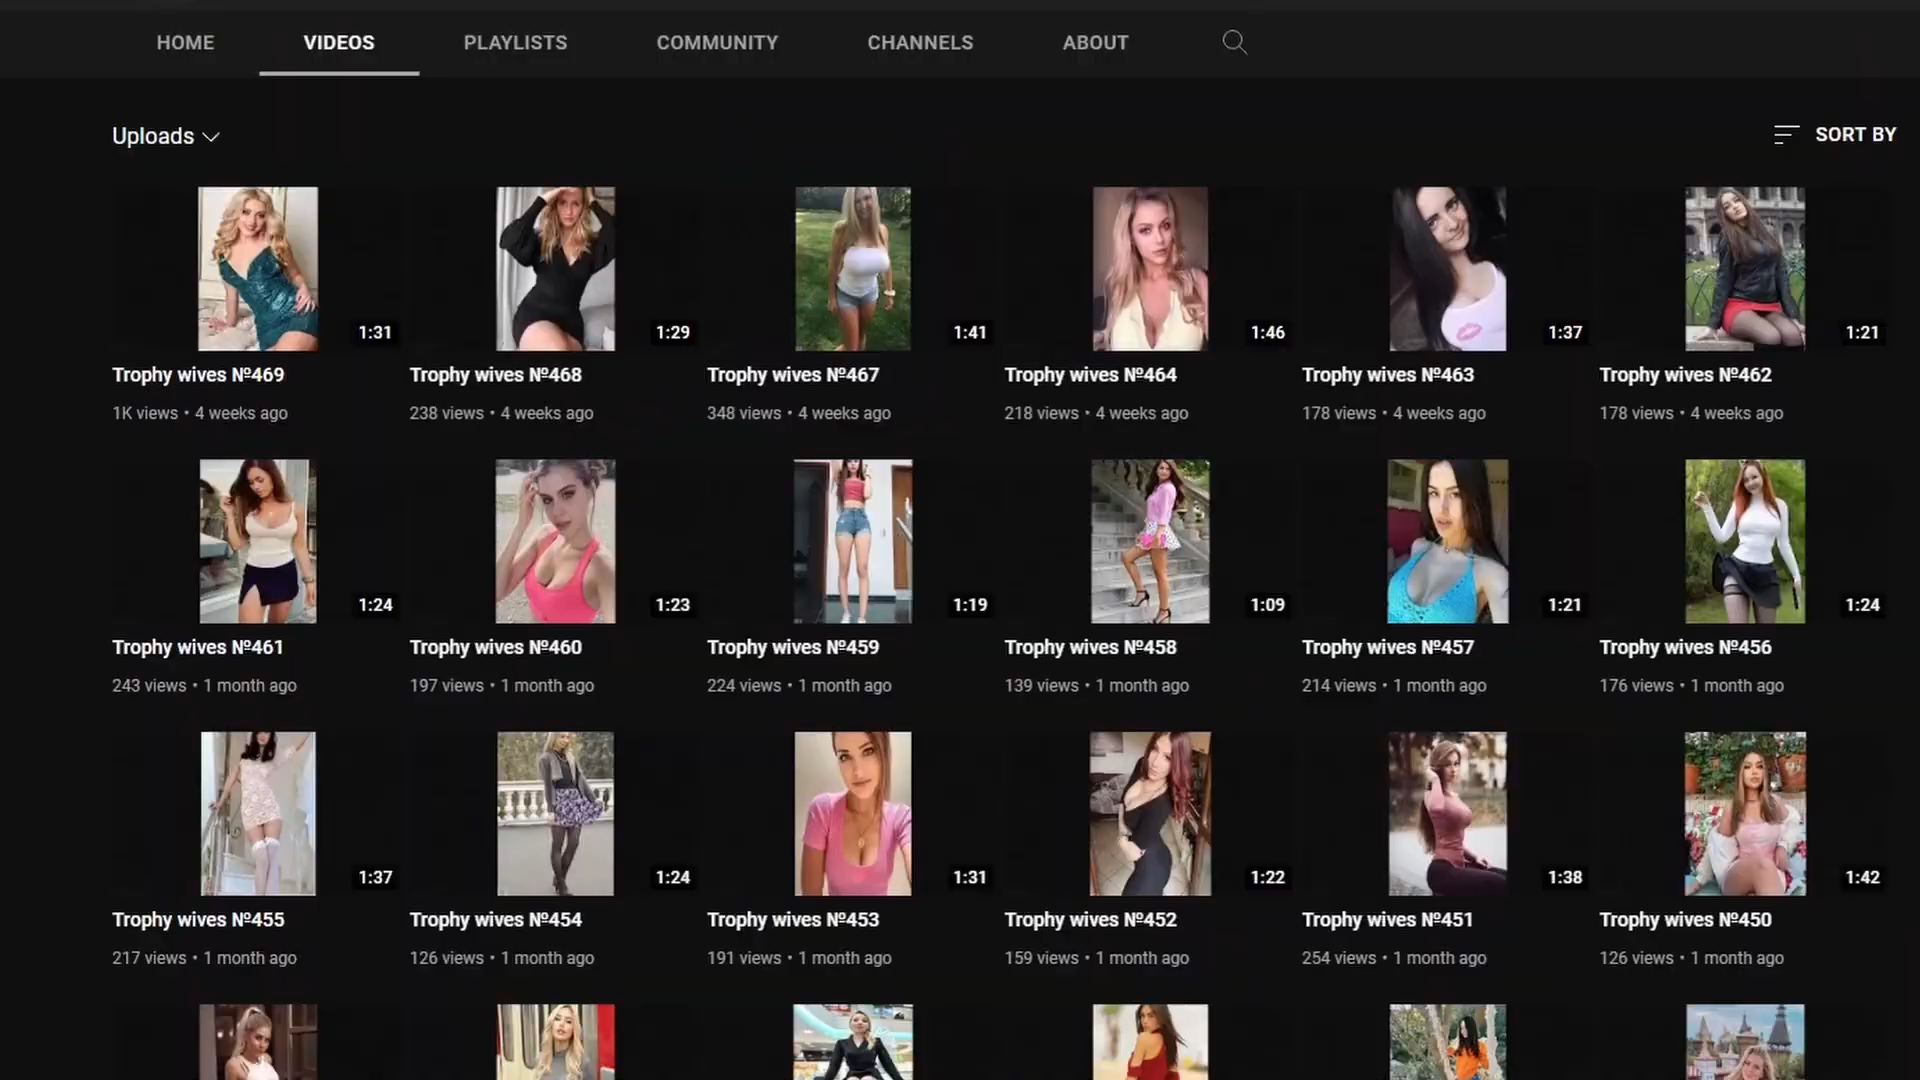 HOME VIDEOS PLAYLISTS COMMUNITY CHANNELS ABOUT
Uploads SORT BY
1:31 1:29 1:41 1:46 1:37 1:21
Trophy wives №469 Trophy wives №468 Trophy wives №467 Trophy wives №464 Trophy wives №463 Trophy wives №462
1K views • 4 weeks ago 238 views • 4 weeks ago 348 views • 4 weeks ago 218 views • 4 weeks ago 178 views • 4 weeks ago 178 views • 4 weeks ago
1:24 1:23 1:19 1:09 1:21 1:24
Trophy wives №461 Trophy wives №460 Trophy wives №459 Trophy wives №458 Trophy wives №457 Trophy wives №456
243 views • 1 month ago 197 views • 1 month ago 224 views • 1 month ago 139 views • 1 month ago 214 views • 1 month ago 176 views • 1 month ago
1:37 1:24 1:31 1:22 1:38 1:42
Trophy wives №455 Trophy wives №454 Trophy wives №453 Trophy wives №452 Trophy wives №451 Trophy wives №450
217 views • 1 month ago 126 views • 1 month ago 191 views • 1 month ago 159 views • 1 month ago 254 views • 1 month ago 126 views • 1 month ago